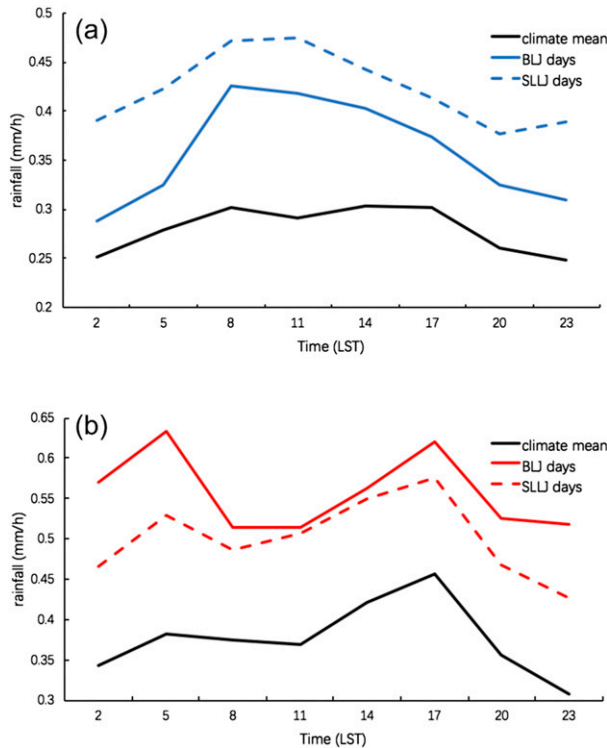 (a)
climate mean
BLJ days
SLLJ days
rainfall (mm/h)
0.5
0.45
0.4
0.35
0.3
0.25
0.2
2 5 8 11 14 17 20 23
Time (LST)
(b)
climate mean
BLJ days
SLLJ days
rainfall (mm/h)
0.65
0.6
0.55
0.5
0.45
0.4
0.35
0.3
2 5 8 11 14 17 20 23
Time (LST)